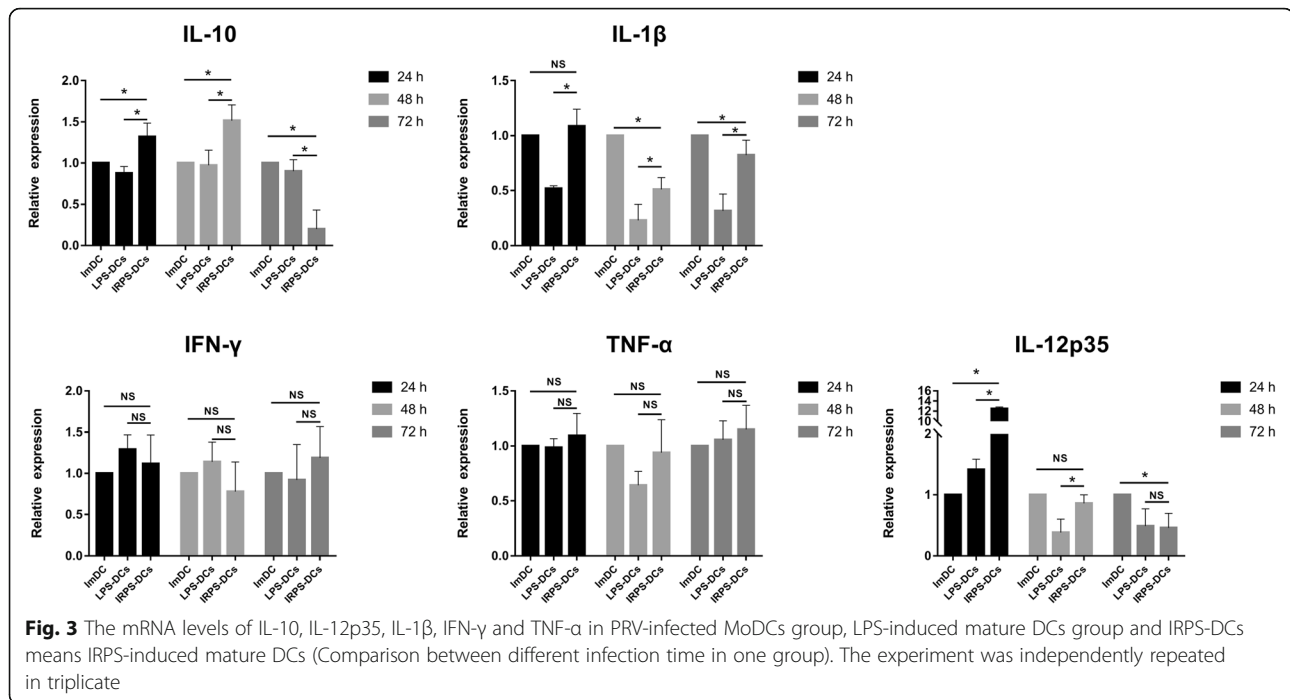 IL-10
2.0
1.5
1.0
0.5
0.0
Relative expression
*
*
*
*
*
*
ImDC
LPS-DCs
IRPS-DCs
ImDC
LPS-DCs
IRPS-DCs
ImDC
LPS-DCs
IRPS-DCs
24 h
48 h
72 h
IL-1β
1.5
1.0
0.5
0.0
Relative expression
NS
*
*
*
*
*
ImDC
LPS-DCs
IRPS-DCs
ImDC
LPS-DCs
IRPS-DCs
ImDC
LPS-DCs
IRPS-DCs
24 h
48 h
72 h
IFN-γ
2.0
1.5
1.0
0.5
0.0
Relative expression
NS
NS
NS
NS
NS
NS
ImDC
LPS-DCs
IRPS-DCs
ImDC
LPS-DCs
IRPS-DCs
ImDC
LPS-DCs
IRPS-DCs
24 h
48 h
72 h
TNF-α
1.5
1.0
0.5
0.0
Relative expression
NS
NS
NS
NS
NS
NS
ImDC
LPS-DCs
IRPS-DCs
ImDC
LPS-DCs
IRPS-DCs
ImDC
LPS-DCs
IRPS-DCs
24 h
48 h
72 h
IL-12p35
16
14
12
10
2
1
0
Relative expression
*
*
NS
*
*
NS
ImDC
LPS-DCs
IRPS-DCs
ImDC
LPS-DCs
IRPS-DCs
ImDC
LPS-DCs
IRPS-DCs
24 h
48 h
72 h
Fig. 3 The mRNA levels of IL-10, IL-12p35, IL-1β, IFN-γ and TNF-α in PRV-infected MoDCs group, LPS-induced mature DCs group and IRPS-DCs
means IRPS-induced mature DCs (Comparison between different infection time in one group). The experiment was independently repeated
in triplicate